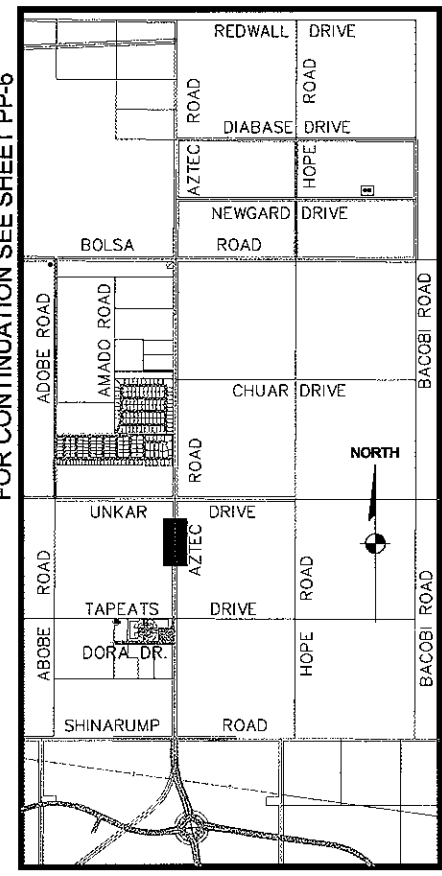 FOR CONTINUATION SEE SHEET PP-6
REDWALL DRIVE
ROAD
ROAD
DIABASE DRIVE
AZTEC
HOPE
NEWGARD DRIVE
BOLSA ROAD
ADOBE ROAD
AMADO ROAD
BACOBI ROAD
CHUAR DRIVE
ROAD
NORTH
UNKAR DRIVE
AZTEC
ROAD
ROAD
ROAD
TAPEATS DRIVE
ABOBE
DORA DR.
HOPE
BACOBI
SHINARUMP ROAD